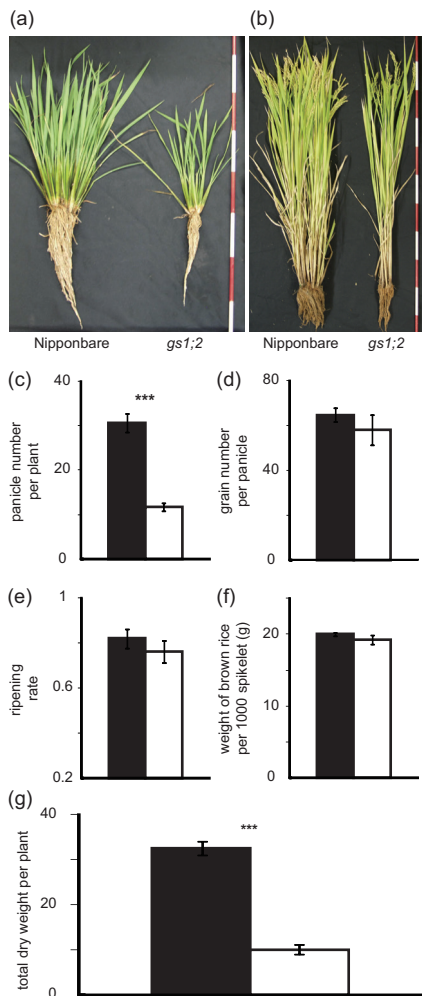 (a)
(b)
Nipponbare
gs1;2
Nipponbare
gs1;2
(c)
40
20
0
panicle number
per plant
***
(d)
80
40
0
grain number
per panicle
(e)
1
0.6
0.2
ripening
rate
(f)
20
10
0
weight of brown rice
per 1000 spikelet (g)
(g)
40
20
0
total dry weight per plant
***